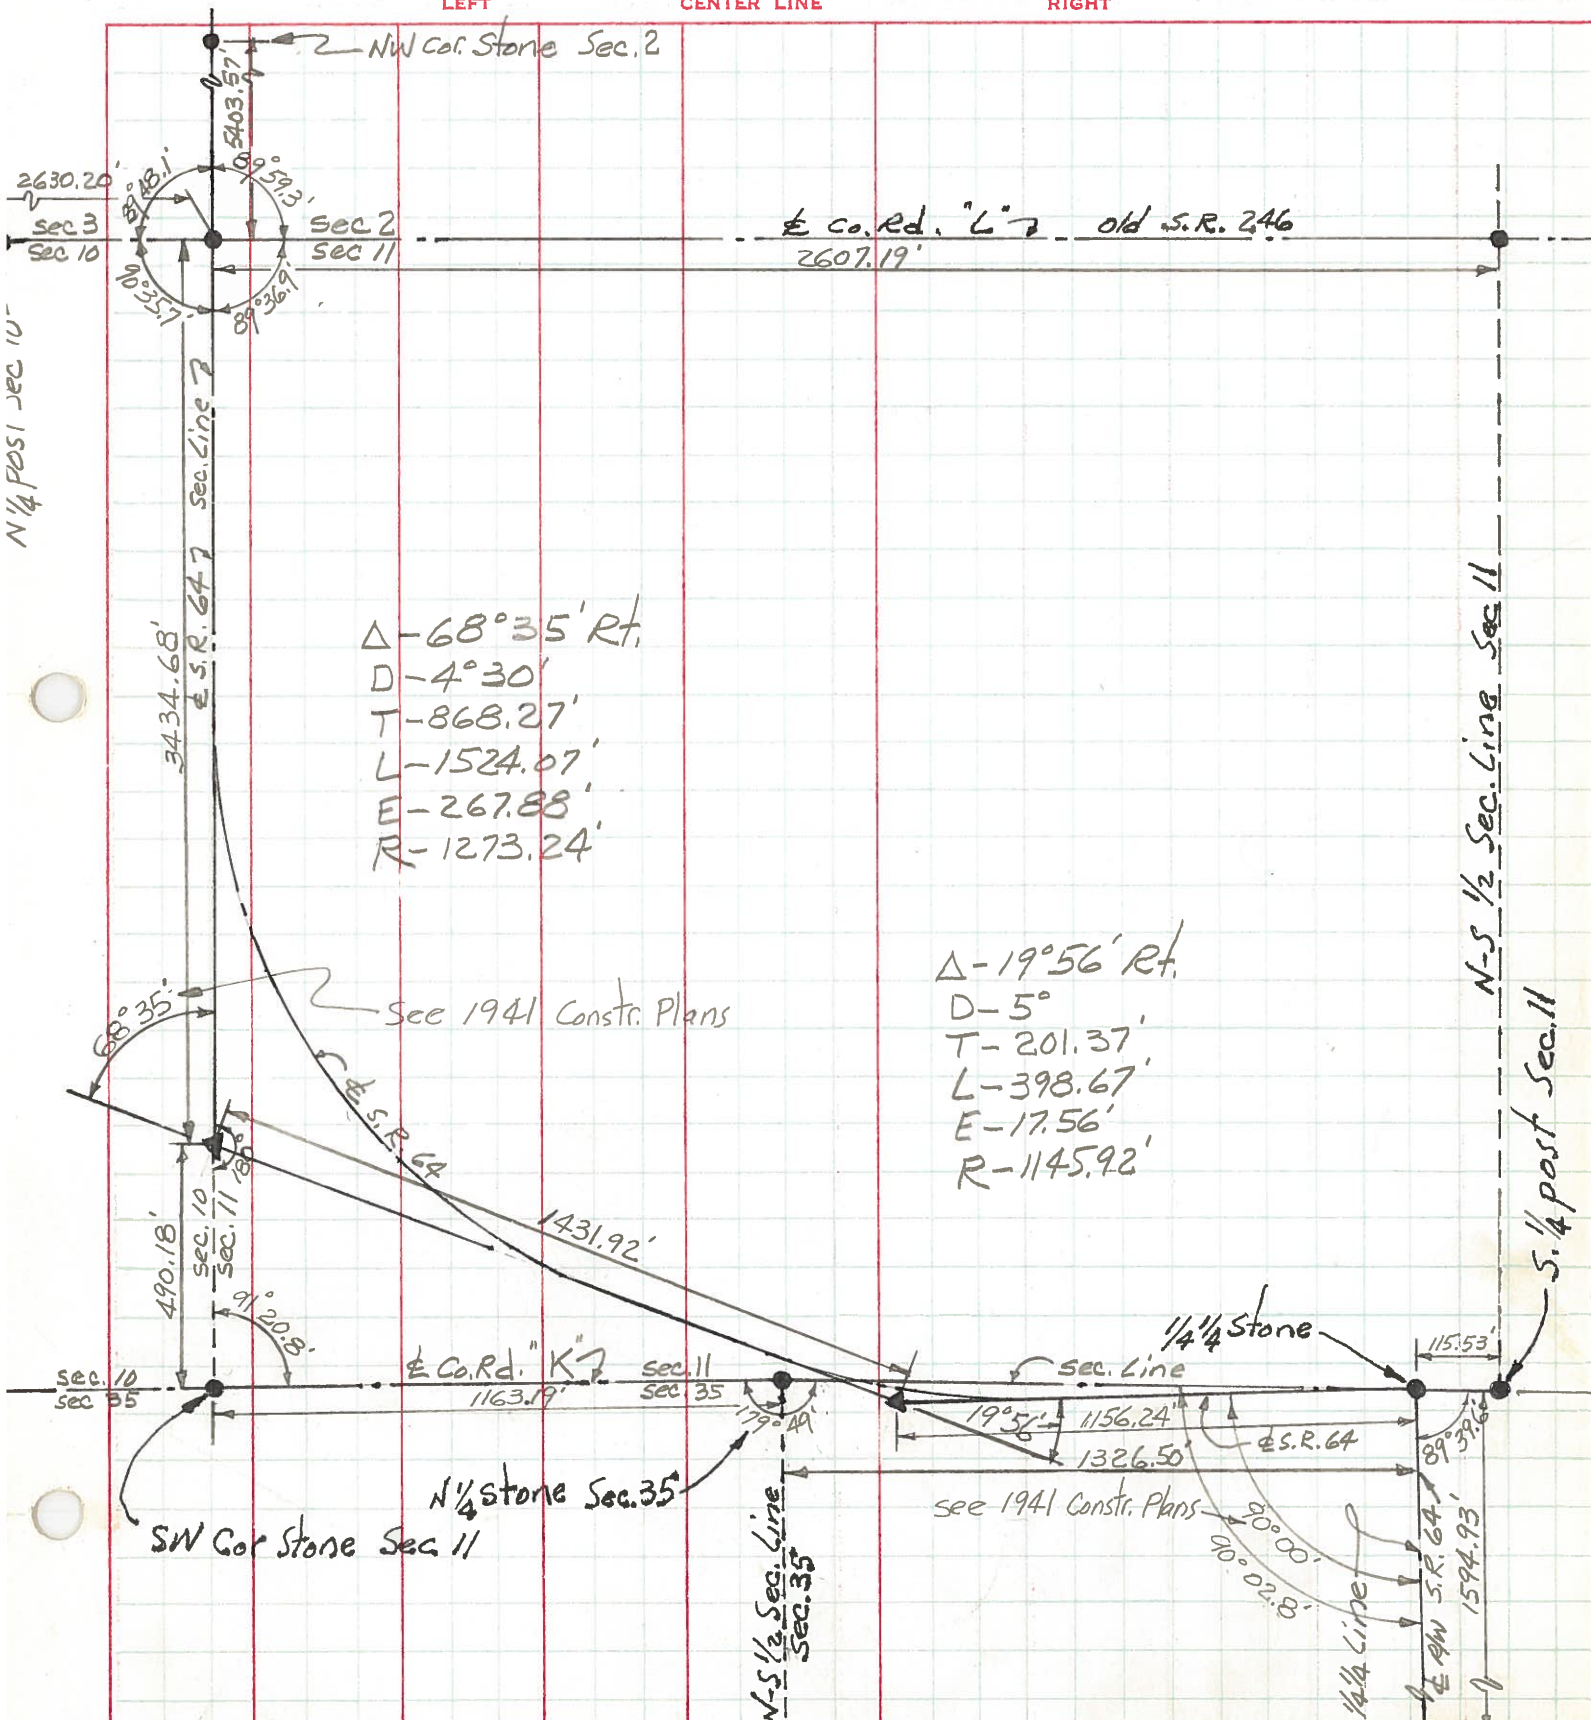 LEFT CENTER LINE RIGHT
NW Cor. Stone Sec. 2
5403.57'
2630.20'
89°48.1'
89°59.3'
sec 3
sec 10
sec 2
sec 11
90°35.7'
89°36.9'
₵ Co. Rd. "L" old S.R. 246
2607.19'
N 1/4 post sec 10
sec. Line
₵ S.R. 64
3434.68'
Δ-68°35' Rt.
D-4°30'
T-868.27'
L-1524.07'
E-267.88'
R-1273.24'
N-S 1/2 Sec. Line Sec 11
Δ-19°56' Rt.
D-5°
T-201.37'
L-398.67'
E-17.56'
R-1145.92'
68°35'
See 1941 Constr. Plans
₵ S.R. 64
180°
1431.92'
490.18'
sec. 10
sec. 11
91°20.8'
S. 1/4 post Sec. 11
1/4 1/4 Stone
115.53'
sec. 10
sec 35
₵ Co. Rd. "K"
1163.19'
sec. 11
sec. 35
sec. Line
179°49'
19°56'
1156.24'
₵ S.R. 64
1326.50'
89°39.6'
N 1/4 Stone Sec. 35
SW Cor Stone Sec 11
see 1941 Constr. Plans
90°00'
90°02.8'
N-S 1/2 Sec. Line
Sec. 35
1/4 1/4 Line
₵ R/W S.R. 64
1594.93'